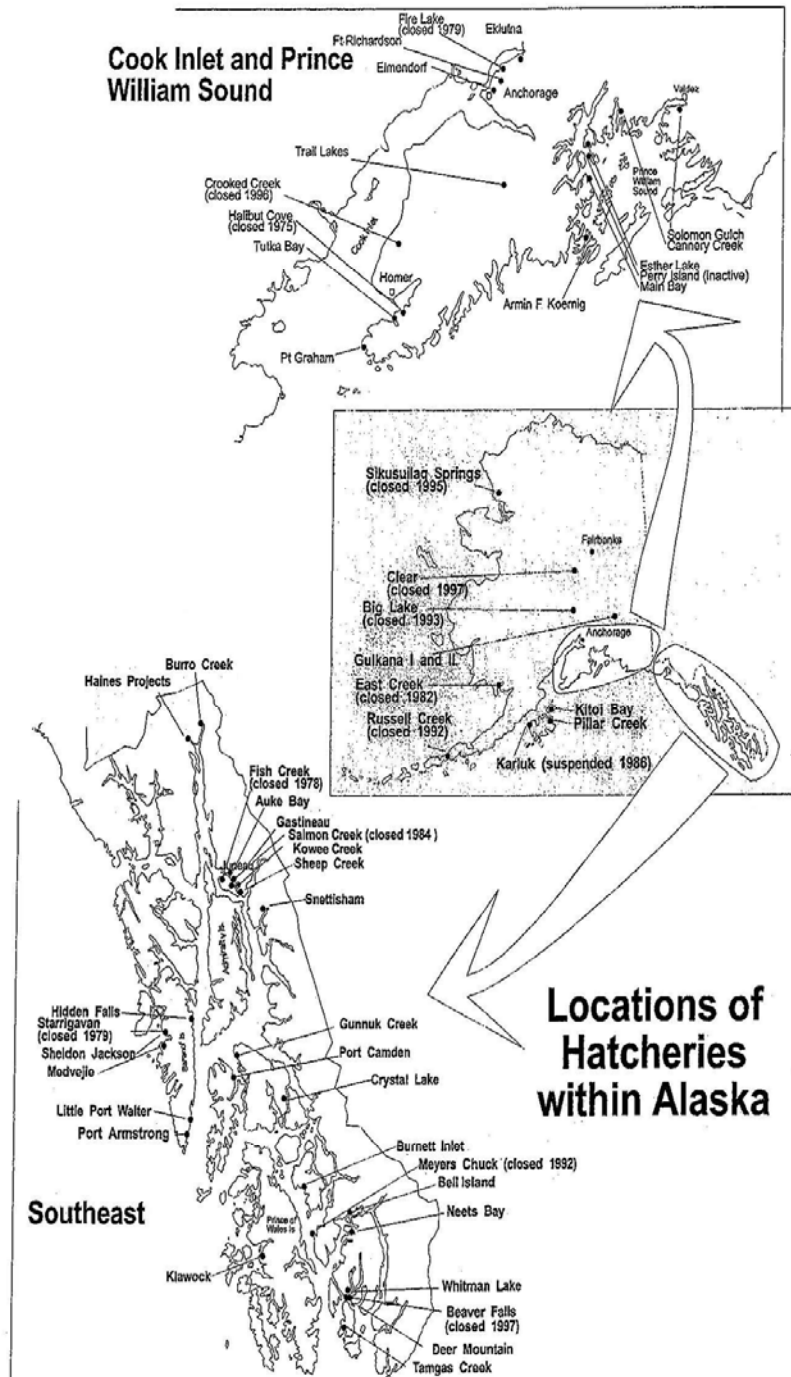 Cook Inlet and Prince
William Sound
Fire Lake
(closed 1979)
Eklutna
Ft Richardson
Elmendorf
Anchorage
Valdez
Trail Lakes
Prince
William
Sound
Crooked Creek
(closed 1996)
Halibut Cove
(closed 1975)
Tutka Bay
Cook Inlet
Homer
Solomon Gulch
Cannery Creek
Esther Lake
Perry Island (Inactive)
Main Bay
Armin F. Koernig
Pt Graham
Sikusuilaq Springs
(closed 1995)
Fairbanks
Clear
(closed 1997)
Big Lake
(closed 1993)
Anchorage
Gulkana I and II
East Creek
(closed 1982)
Russell Creek
(closed 1992)
Kitoi Bay
Pillar Creek
Karluk (suspended 1986)
Burro Creek
Haines Projects
Fish Creek
(closed 1978)
Auke Bay
Gastineau
Salmon Creek (closed 1984 )
Kowee Creek
Juneau
Sheep Creek
Snettisham
Admiralty Is
Hidden Falls
Starrigavan
(closed 1979)
Sheldon Jackson
Medvejie
Baranof Is
Gunnuk Creek
Port Camden
Crystal Lake
Little Port Walter
Port Armstrong
Locations of
Hatcheries
within Alaska
Burnett Inlet
Meyers Chuck (closed 1992)
Bell Island
Neets Bay
Southeast
Prince of
Wales Is
Klawock
Whitman Lake
Beaver Falls
(closed 1997)
Deer Mountain
Tamgas Creek